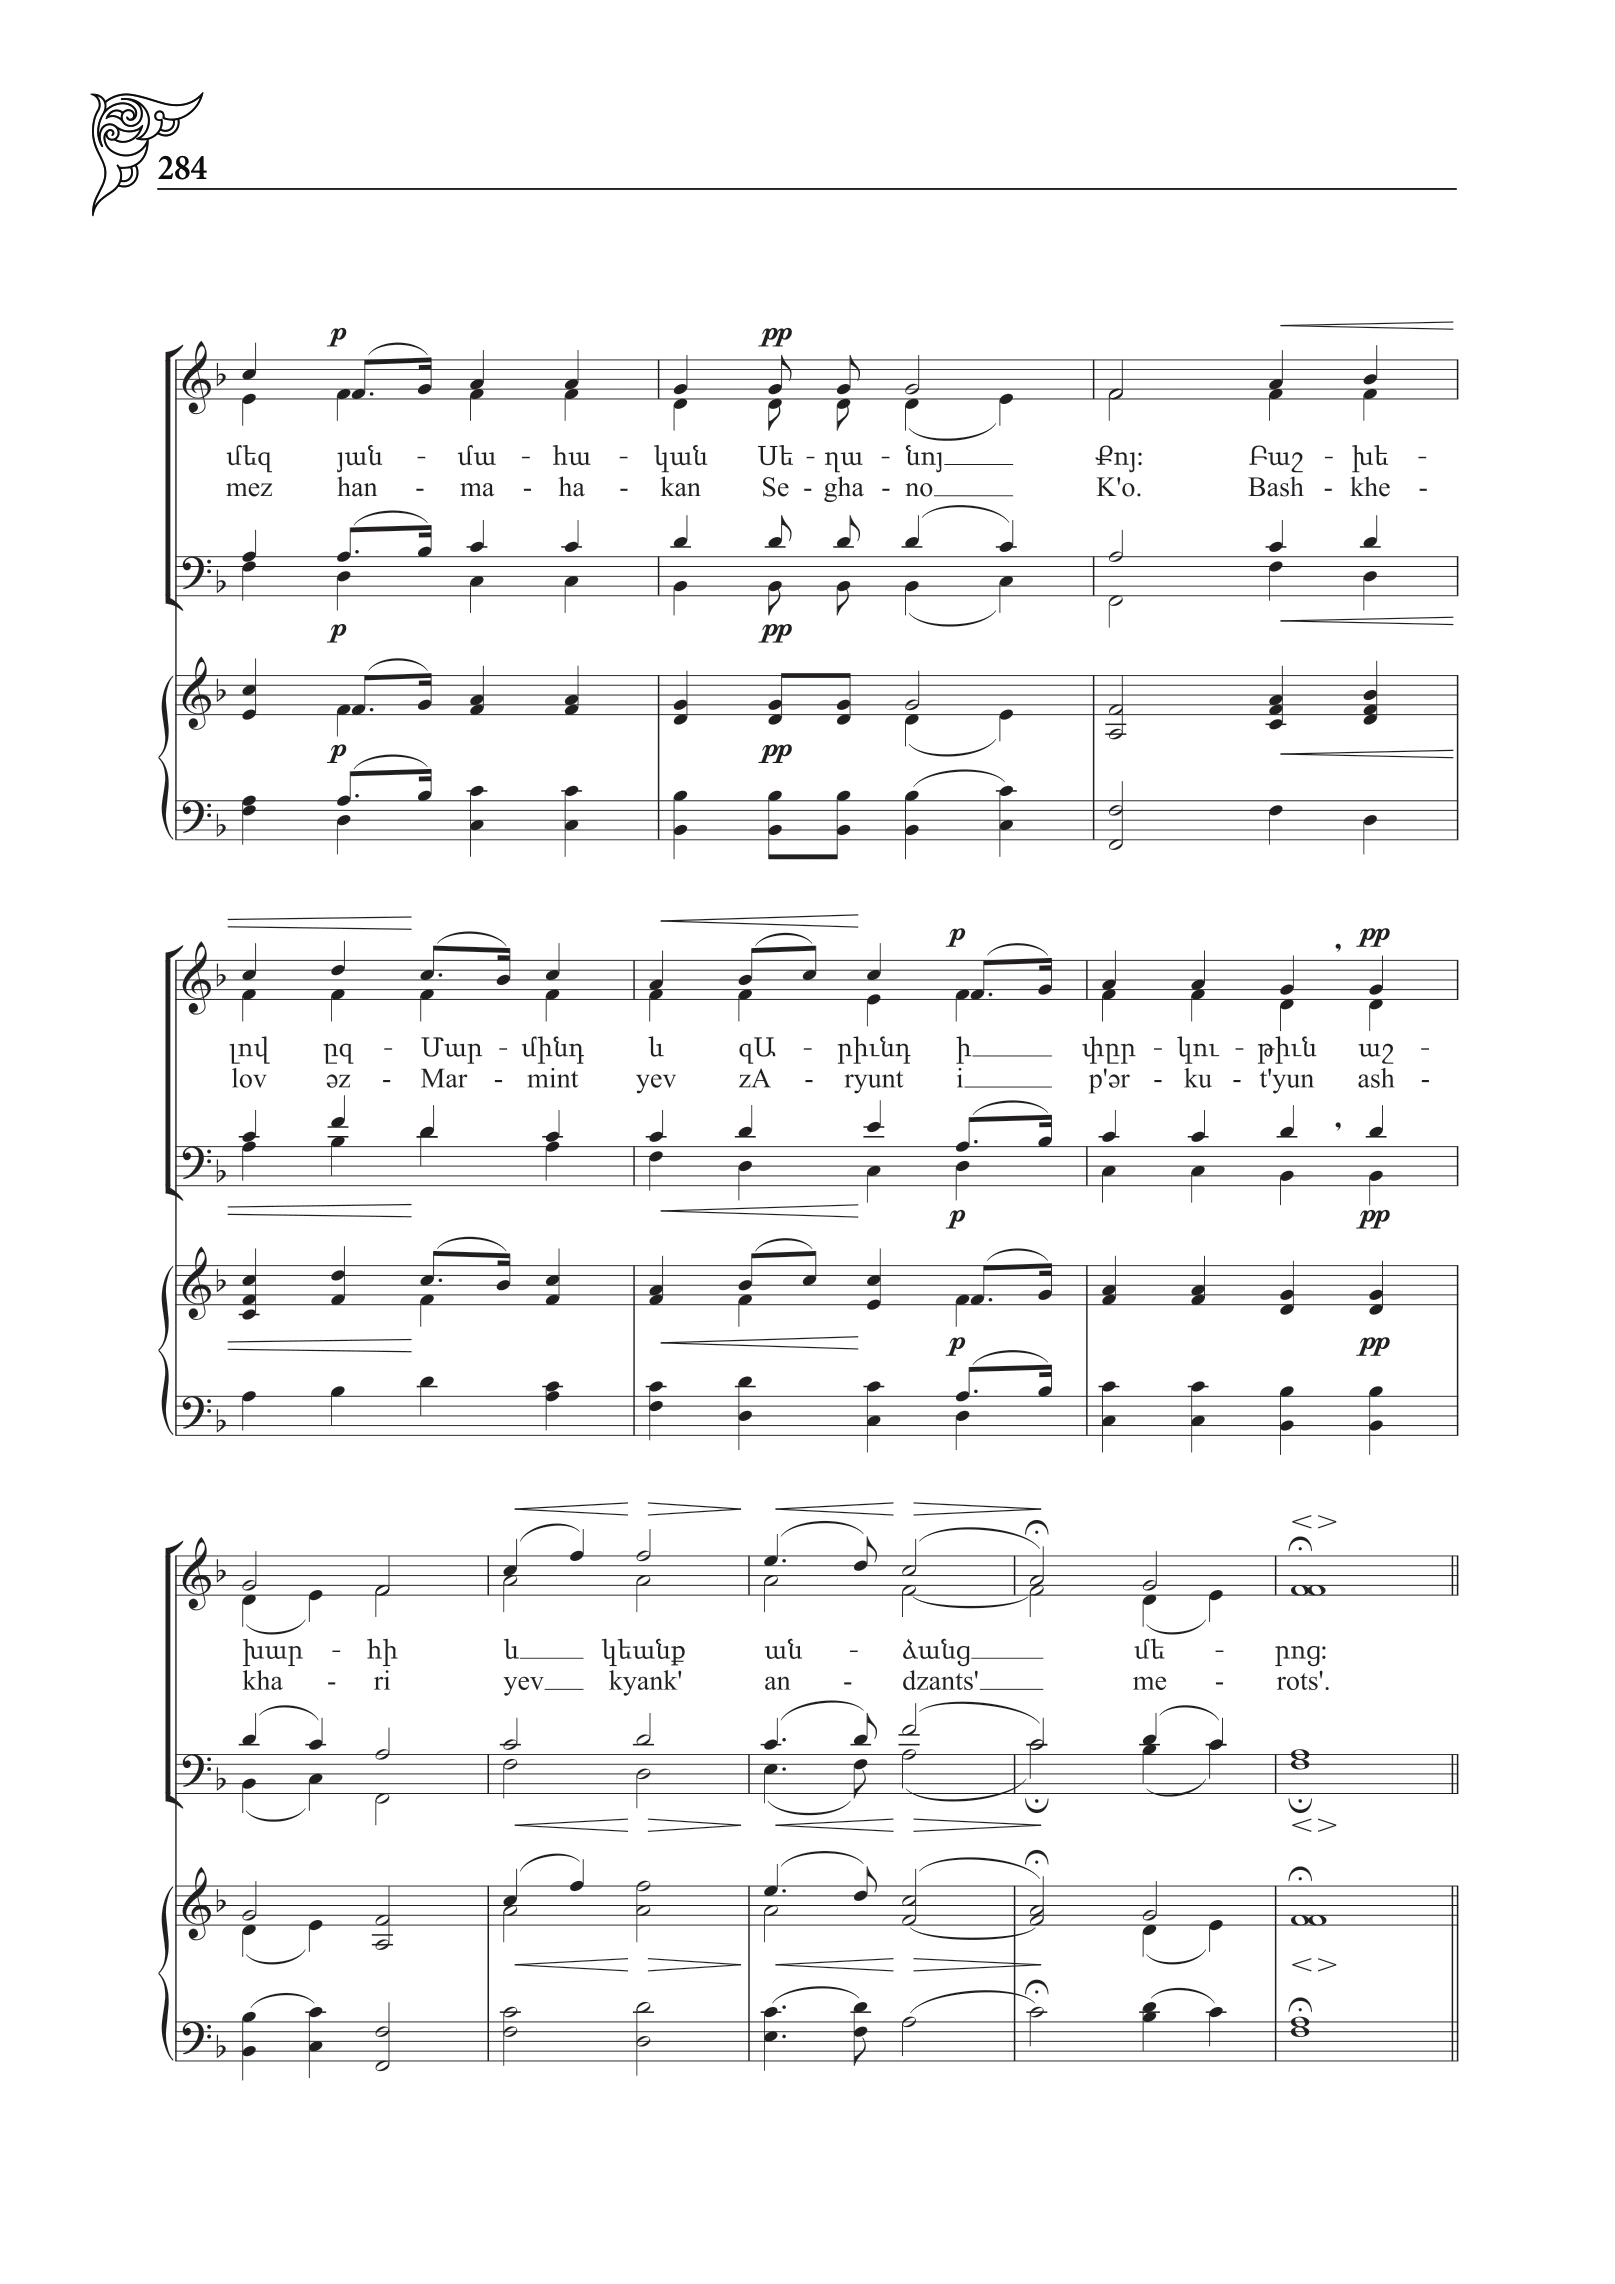 284
p pp
մեզ յան - մա - հա - կան Սե - ղա - նոյ Քոյ: Բաշ - խե -
mez han - ma - ha - kan Se - gha - no K'o. Bash - khe -
p pp
p pp
p
pp
լով ըզ - Մար - մինդ և զԱ - րիւնդ ի փըր - կու - թիւն աշ -
lov əz - Mar - mint yev zA - ryunt i p'ər - ku - t'yun ash -
p pp
p pp
խար - հի և կեանք ան - ձանց մե - րոց:
kha - ri yev kyank' an - dzants' me - rots'.